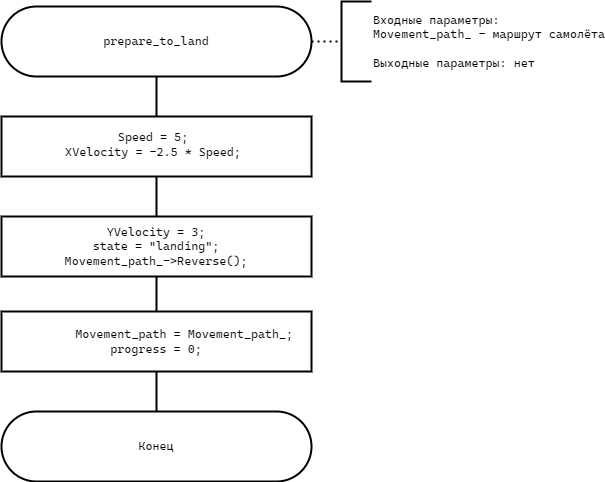 prepare_to_land
Входные параметры:
Movement_path_ - маршрут самолёта
Выходные параметры: нет
Speed = 5;
XVelocity = -2.5 * Speed;
YVelocity = 3;
state = "landing";
Movement_path_->Reverse();
Movement_path = Movement_path_;
progress = 0;
Конец